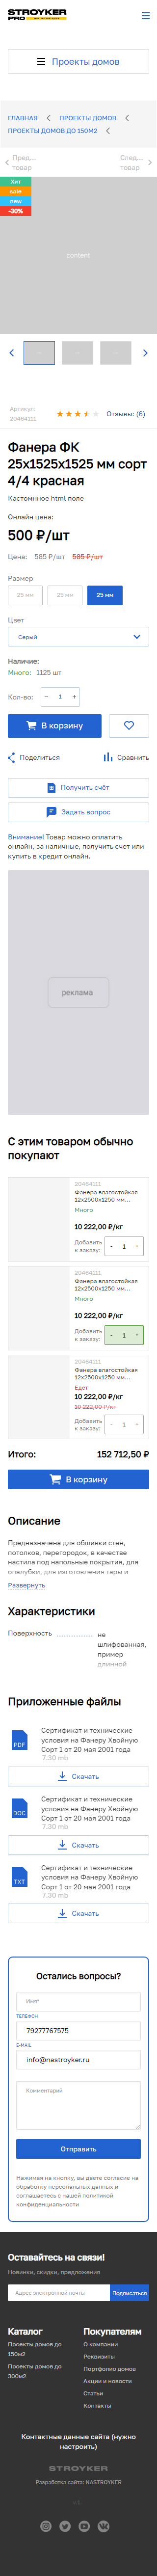 STROYKER
PRO
Проекты домов
ГЛАВНАЯ
ПРОЕКТЫ ДОМОВ
ПРОЕКТЫ ДОМОВ ДО 150М2
Пред... товар
След... товар
Хит
sale
new
-30%
content
Артикул:
20464111
Отзывы: (6)
Фанера ФК
25х1525х1525 мм сорт
4/4 красная
Кастомнное html поле
Онлайн цена:
500 ₽/шт
Цена: 585 ₽/шт 585 ₽/шт
Размер
25 мм
25 мм
25 мм
Цвет
Серый
Наличие:
Много: 1125 шт
Кол-во: − 1 +
В корзину
Поделиться
Сравнить
Получить счёт
Задать вопрос
Внимание! Товар можно оплатить
онлайн, за наличные, получить счет или
купить в кредит онлайн.
реклама
С этим товаром обычно
покупают
20464111
Фанера влагостойкая
12х2500х1250 мм...
Много
10 222,00 ₽/кг
Добавить
к заказу:
- 1 +
20464111
Фанера влагостойкая
12х2500х1250 мм...
Много
10 222,00 ₽/кг
Добавить
к заказу:
- 1 +
20464111
Фанера влагостойкая
12х2500х1250 мм...
Едет
10 222,00 ₽/кг
10 222,00 ₽/кг
Добавить
к заказу:
- 1 +
Итого: 152 712,50 ₽
В корзину
Описание
Предназначена для обшивки стен,
потолков, перегородок, в качестве
настила под напольные покрытия, для
опалубки, для изготовления тары и
Развернуть
Характеристики
Поверхность
не
шлифованная,
пример
длинной
Приложенные файлы
PDF
Сертификат и технические
условия на Фанеру Хвойную
Сорт 1 от 20 мая 2001 года
7.30 mb
Скачать
DOC
Сертификат и технические
условия на Фанеру Хвойную
Сорт 1 от 20 мая 2001 года
7.30 mb
Скачать
TXT
Сертификат и технические
условия на Фанеру Хвойную
Сорт 1 от 20 мая 2001 года
7.30 mb
Скачать
Остались вопросы?
Имя*
ТЕЛЕФОН
79277767575
E-MAIL
info@nastroyker.ru
Комментарий
Отправить
Нажимая на кнопку, вы даете согласие на
обработку персональных данных и
соглашаетесь с нашей политикой
конфиденциальности
Оставайтесь на связи!
Новинки, скидки, предложения
Адрес электронной почты
Подписаться
Каталог
Проекты домов до
150м2
Проекты домов до
300м2
Покупателям
О компании
Реквизиты
Портфолио домов
Акции и новости
Статьи
Контакты
Контактные данные сайта (нужно
настроить)
STROYKER
Разработка сайта: NASTROYKER